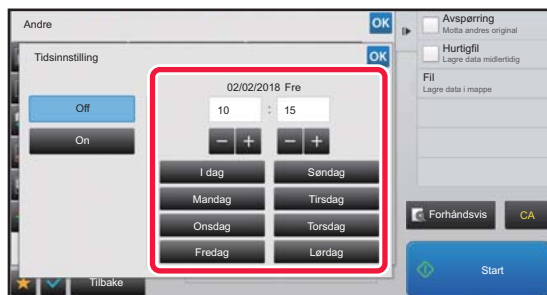 Andre
OK
Tidsinnstilling
OK
02/02/2018 Fre
Off
10 : 15
On
I dag
Søndag
Mandag
Tirsdag
Onsdag
Torsdag
Fredag
Lørdag
Tilbake
Avspørring
Motta andres original
Hurtigfil
Lagre data midlertidig
Fil
Lagre data i mappe
Forhåndsvis
CA
Start